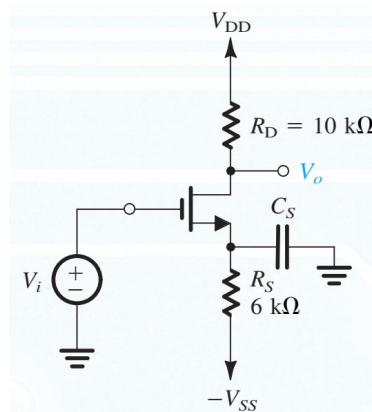 V_DD
R_D = 10 kΩ
V_o
C_S
V_i
+
−
R_S
6 kΩ
−V_SS